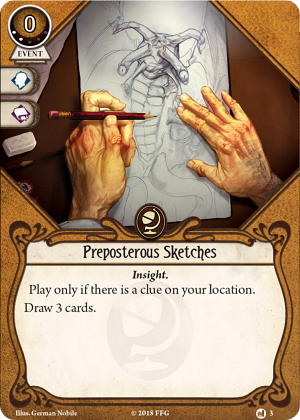 0
EVENT
Preposterous Sketches
Insight.
Play only if there is a clue on your location.
Draw 3 cards.
Illus. German Nobile © 2018 FFG 3